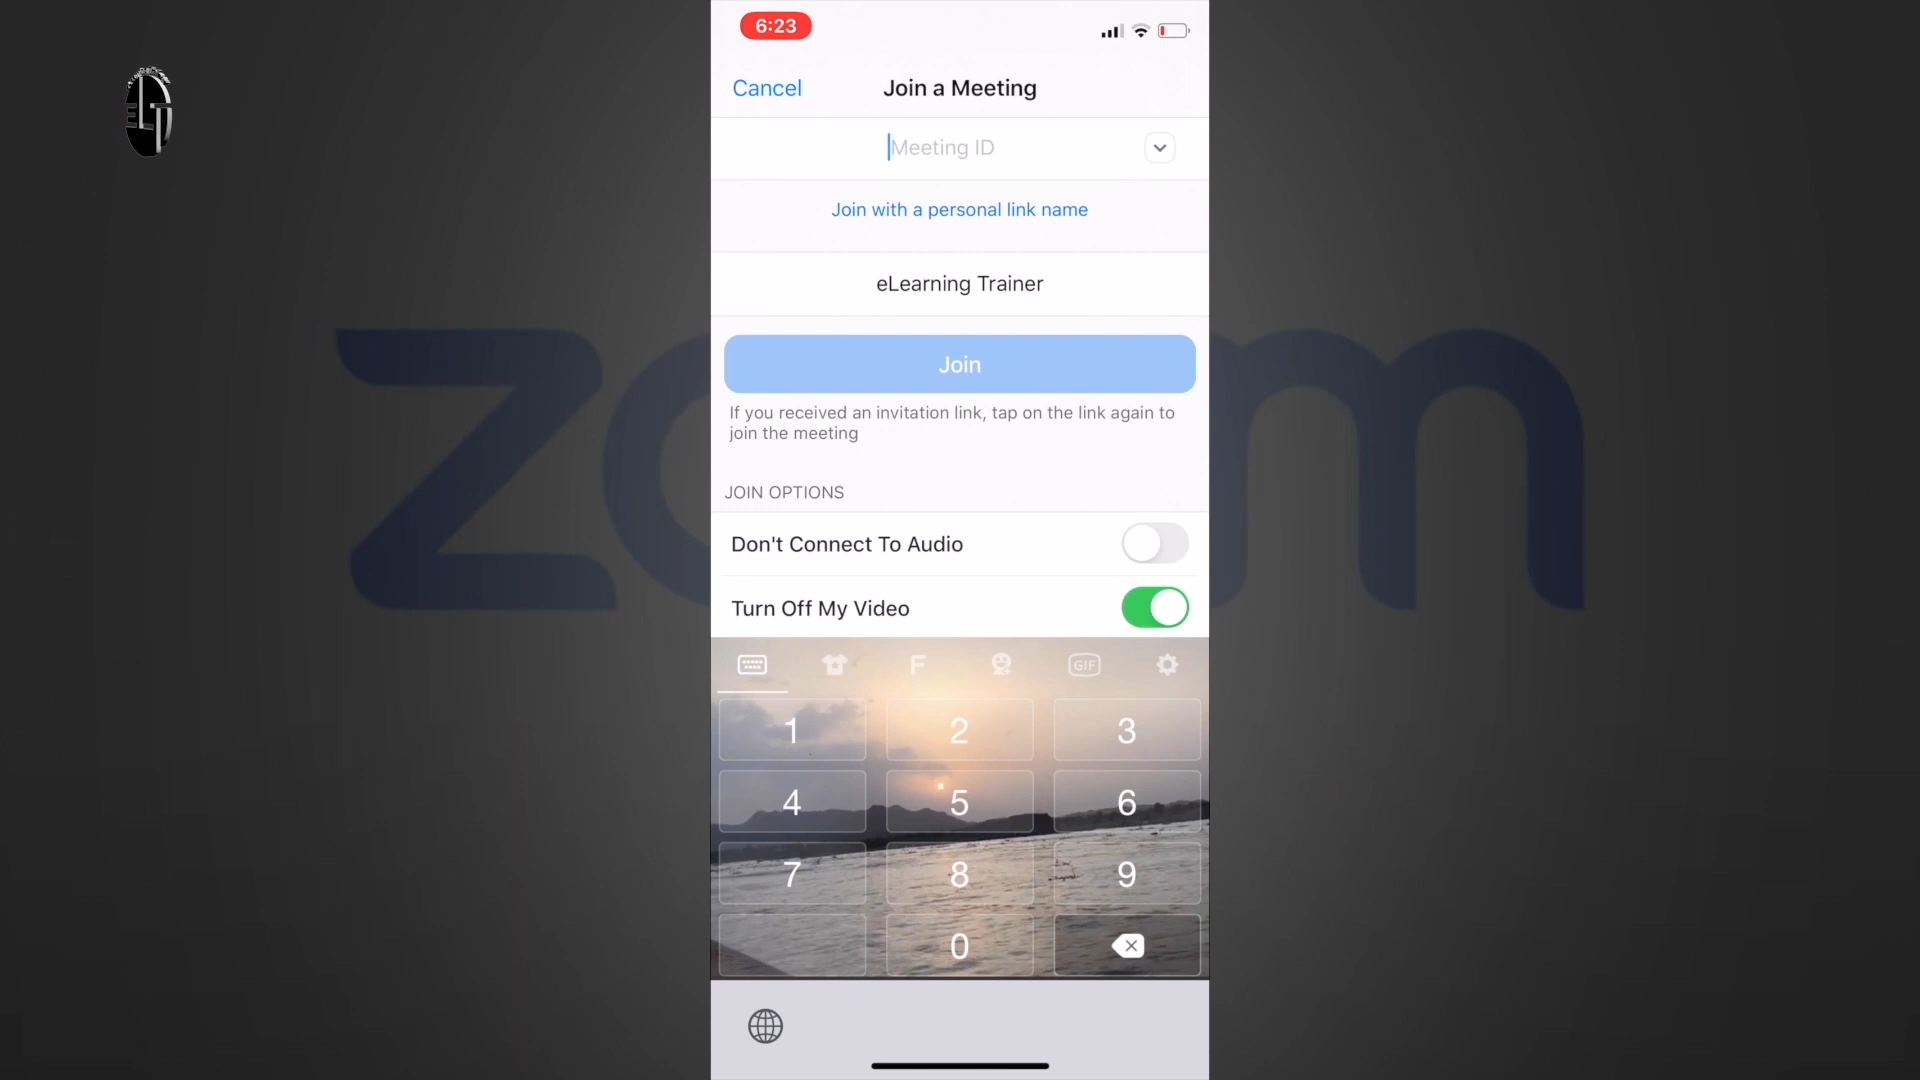 6:23
Cancel
Join a Meeting
Meeting ID
Join with a personal link name
eLearning Trainer
Join
If you received an invitation link, tap on the link again to
join the meeting
JOIN OPTIONS
Don't Connect To Audio
Turn Off My Video
F
GIF
1 2 3
4 5 6
7 8 9
0